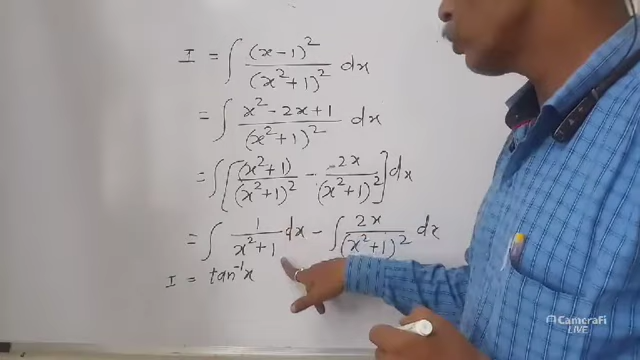 I = ∫ (x-1)² / (x²+1)² dx
= ∫ x² - 2x + 1 / (x²+1)² dx
= ∫ [ (x²+1) / (x²+1)² - 2x / (x²+1)² ] dx
= ∫ 1 / x²+1 dx - ∫ 2x / (x²+1)² dx
I = tan⁻¹x
CameraFi
LIVE